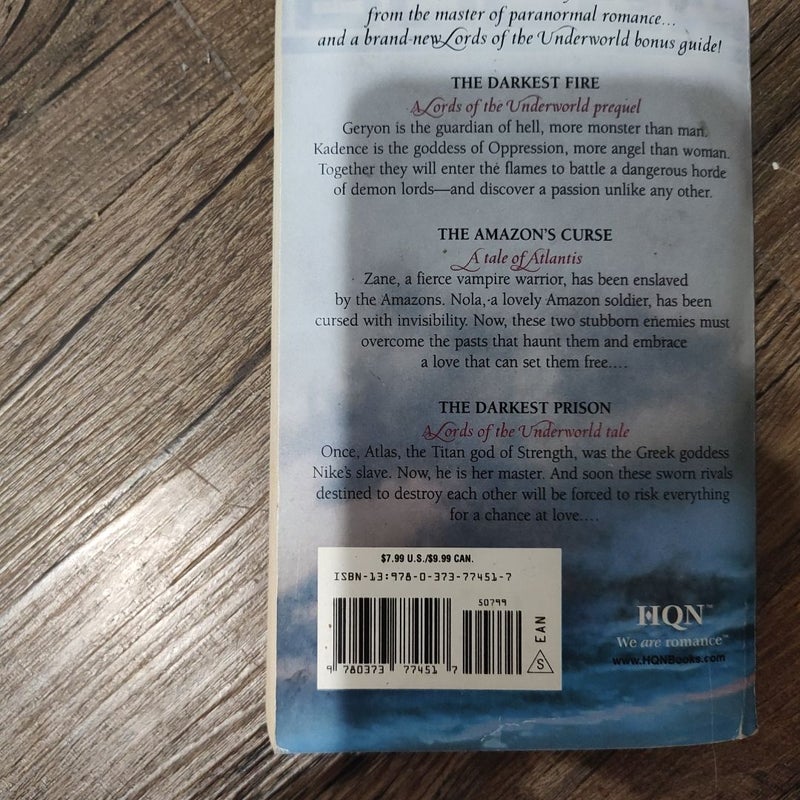 from the master of paranormal romance...
and a brand-new Lords of the Underworld bonus guide!
THE DARKEST FIRE
A Lords of the Underworld prequel
Geryon is the guardian of hell, more monster than man.
Kadence is the goddess of Oppression, more angel than woman.
Together they will enter the flames to battle a dangerous horde
of demon lords—and discover a passion unlike any other.
THE AMAZON'S CURSE
A tale of Atlantis
Zane, a fierce vampire warrior, has been enslaved
by the Amazons. Nola, a lovely Amazon soldier, has been
cursed with invisibility. Now, these two stubborn enemies must
overcome the pasts that haunt them and embrace
a love that can set them free....
THE DARKEST PRISON
A Lords of the Underworld tale
Once, Atlas, the Titan god of Strength, was the Greek goddess
Nike's slave. Now, he is her master. And soon these sworn rivals
destined to destroy each other will be forced to risk everything
for a chance at love....
$7.99 U.S./$9.99 CAN.
ISBN-13:978-0-373-77451-7
50799
EAN
9 780373 77451 7
S
HQN™
We are romance™
www.HQNBooks.com